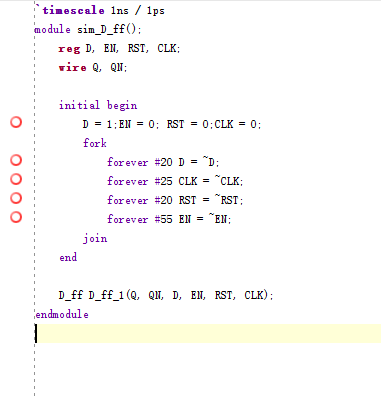 `timescale 1ns / 1ps
module sim_D_ff();
reg D, EN, RST, CLK;
wire Q, QN;
initial begin
D = 1;EN = 0; RST = 0;CLK = 0;
fork
forever #20 D = ~D;
forever #25 CLK = ~CLK;
forever #20 RST = ~RST;
forever #55 EN = ~EN;
join
end
D_ff D_ff_1(Q, QN, D, EN, RST, CLK);
endmodule